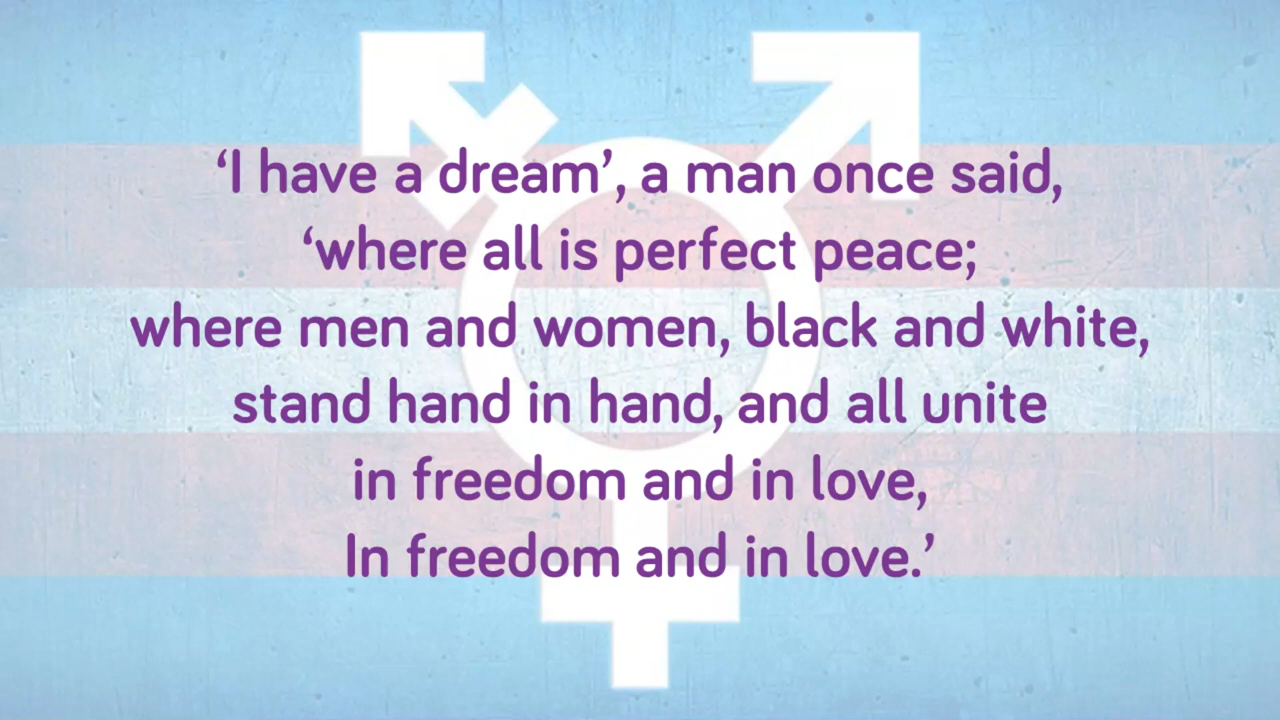 ‘I have a dream’, a man once said,
‘where all is perfect peace;
where men and women, black and white,
stand hand in hand, and all unite
in freedom and in love,
In freedom and in love.’